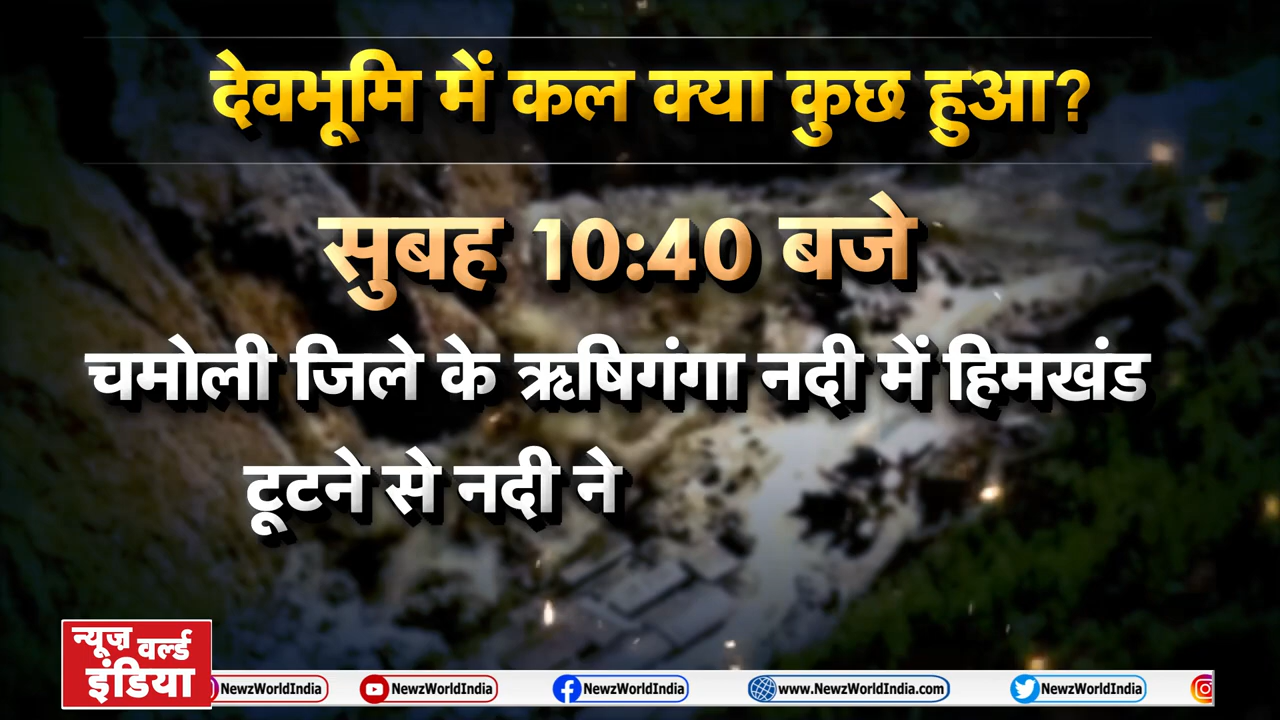 देवभूमि में कल क्या कुछ हुआ?
सुबह 10:40 बजे
चमोली जिले के ऋषिगंगा नदी में हिमखंड
टूटने से नदी ने
न्यूज़ वर्ल्ड
इंडिया
NewzWorldIndia
NewzWorldIndia
NewzWorldIndia
www.NewzWorldIndia.com
NewzWorldIndia